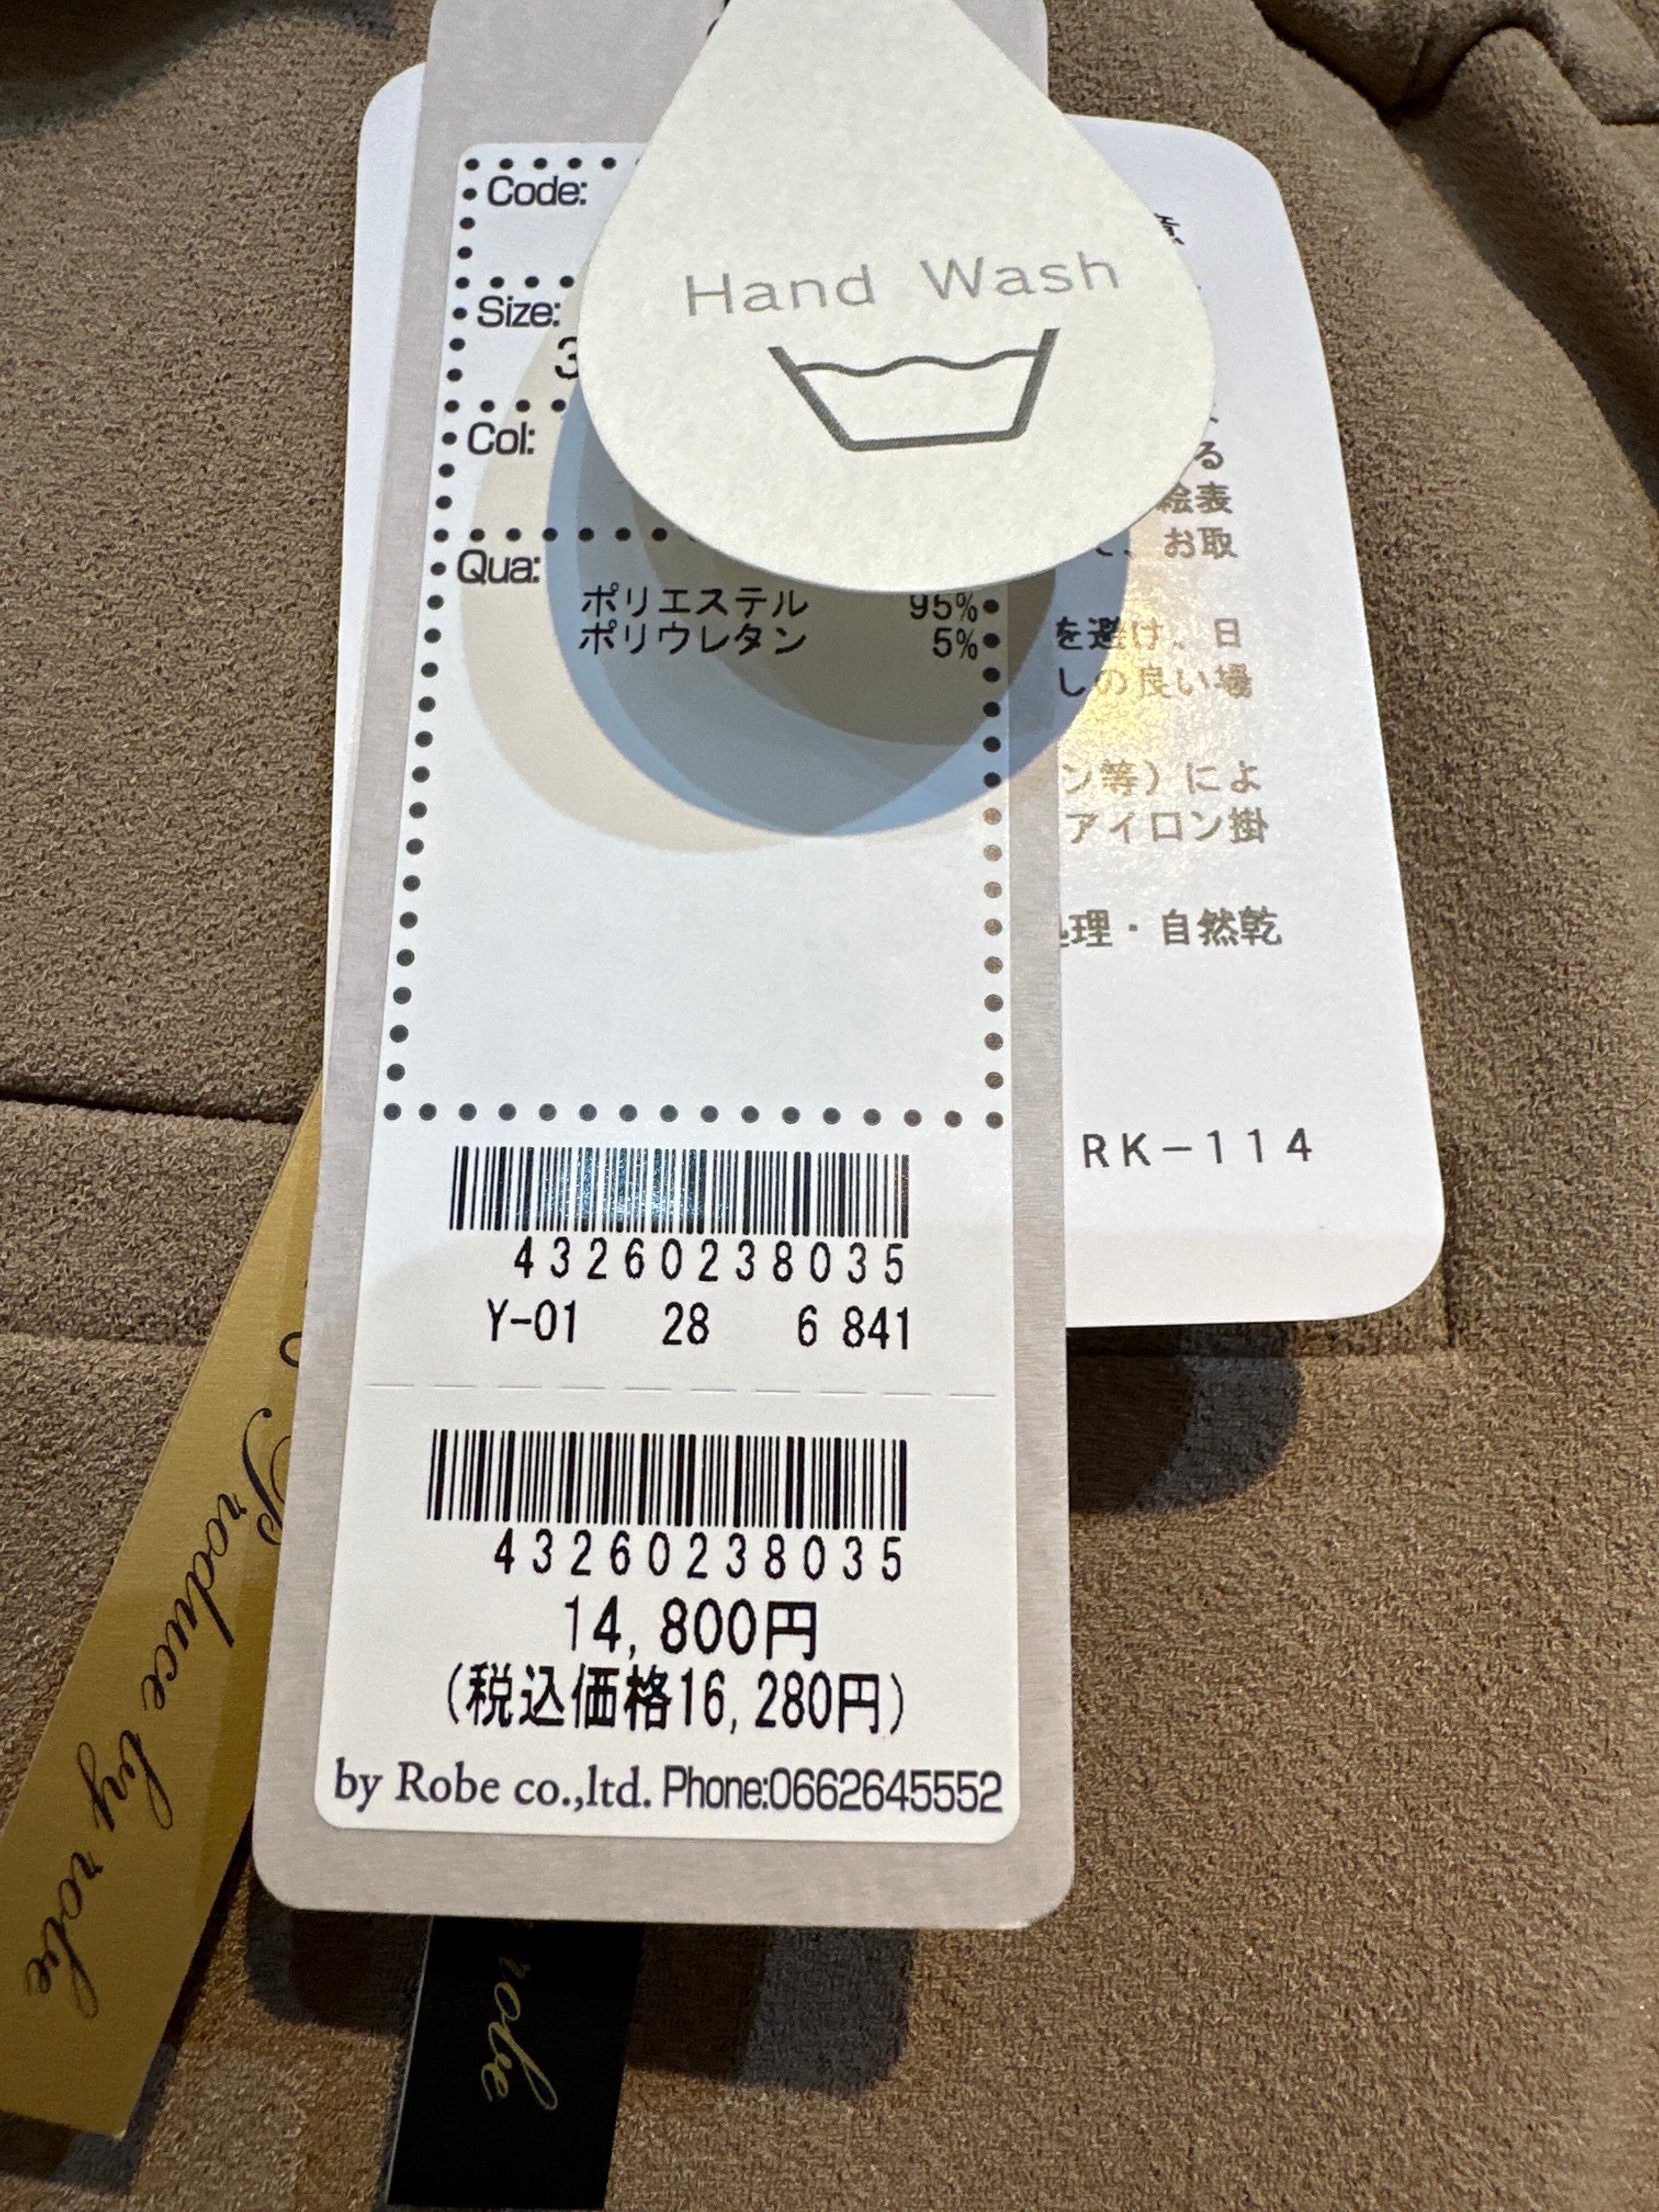 Hand Wash
Code:
Size:
3
Col:
Qua:
ポリエステル 95%
ポリウレタン 5%
43260238035
Y-01 28 6 841
43260238035
14,800円
(税込価格16,280円)
by Robe co.,ltd. Phone:0662645552
る
絵表
、お取
を避け、日
しの良い場
ン等）によ
アイロン掛
理・自然乾
RK-114
Produce by robe
robe